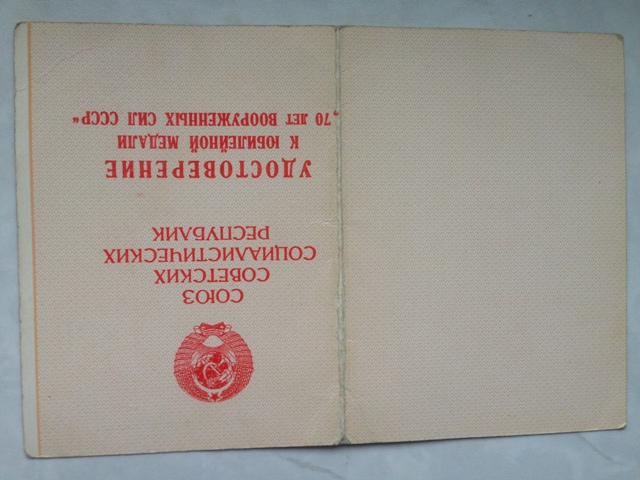 СОЮЗ
СОВЕТСКИХ
СОЦИАЛИСТИЧЕСКИХ
РЕСПУБЛИК
УДОСТОВЕРЕНИЕ
К ЮБИЛЕЙНОЙ МЕДАЛИ
„70 ЛЕТ ВООРУЖЕННЫХ СИЛ СССР“